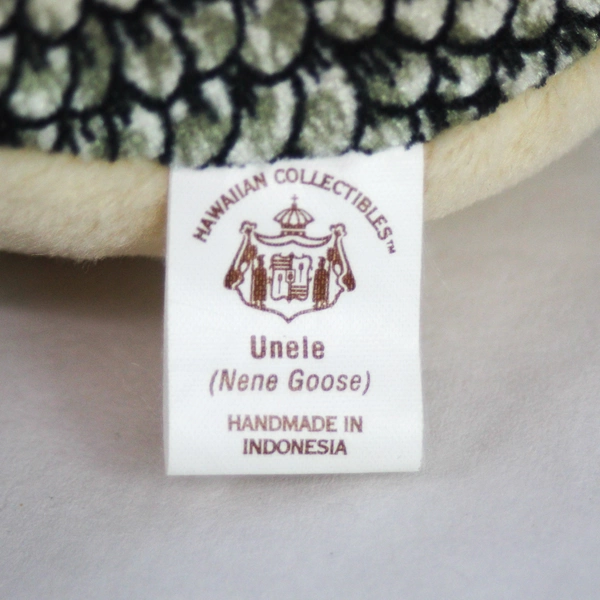 HAWAIIAN COLLECTIBLES™
Unele
(Nene Goose)
HANDMADE IN
INDONESIA